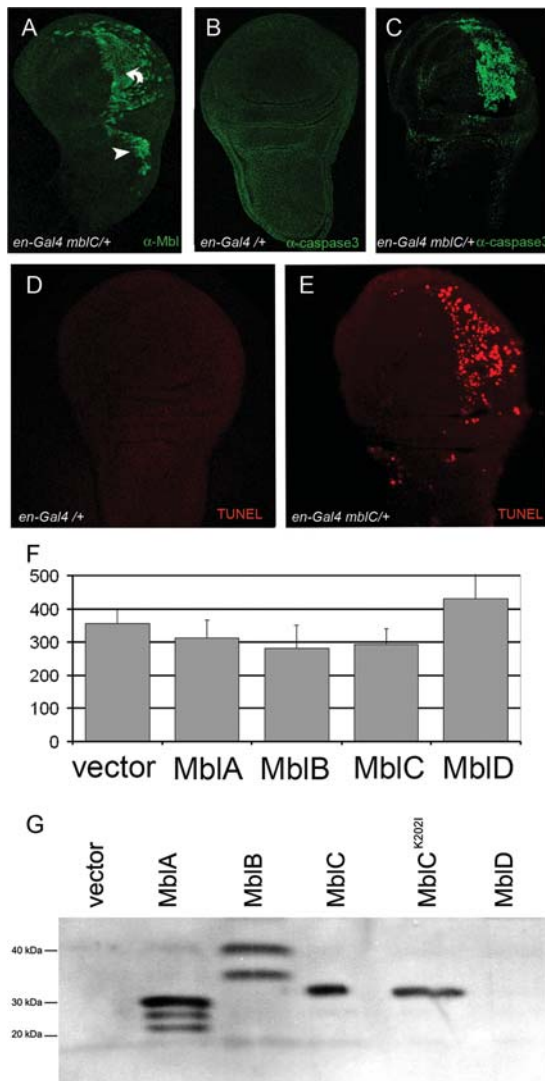 A
en-Gal4 mblC/+
α-Mbl
B
en-Gal4 /+
α-caspase3
C
en-Gal4 mblC/+
α-caspase3
D
en-Gal4 /+
TUNEL
E
en-Gal4 mblC/+
TUNEL
F
500
400
300
200
100
0
vector
MblA
MblB
MblC
MblD
G
vector
MblA
MblB
MblC
MblC^K202I
MblD
40 kDa
30 kDa
20 kDa